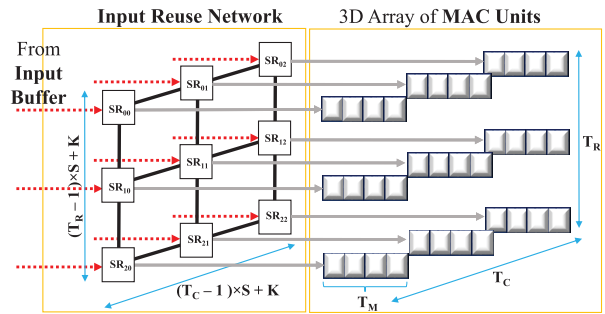 Input Reuse Network
3D Array of MAC Units
From
Input
Buffer
SR02
SR01
SR00
SR12
SR11
SR10
SR22
SR21
SR20
(TR – 1)×S + K
(TC – 1 )×S + K
TR
TC
TM